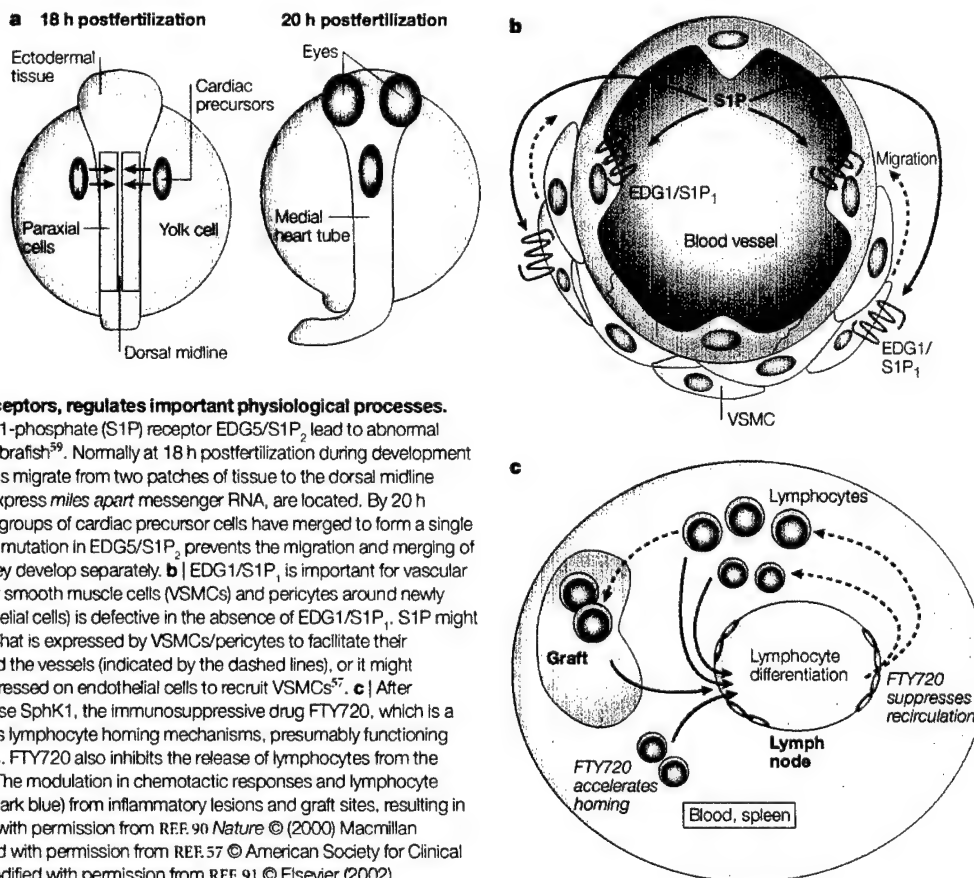 a 18 h postfertilization
20 h postfertilization
Ectodermal
tissue
Cardiac
precursors
Paraxial
cells
Yolk cell
Dorsal midline
Eyes
Medial
heart tube
b
S1P
EDG1/S1P1
Blood vessel
Migration
EDG1/
S1P1
VSMC
ceptors, regulates important physiological processes.
1-phosphate (S1P) receptor EDG5/S1P2 lead to abnormal
brafish59. Normally at 18 h postfertilization during development
s migrate from two patches of tissue to the dorsal midline
xpress miles apart messenger RNA, are located. By 20 h
groups of cardiac precursor cells have merged to form a single
mutation in EDG5/S1P2 prevents the migration and merging of
ey develop separately. b | EDG1/S1P1 is important for vascular
smooth muscle cells (VSMCs) and pericytes around newly
elial cells) is defective in the absence of EDG1/S1P1. S1P might
hat is expressed by VSMCs/pericytes to facilitate their
d the vessels (indicated by the dashed lines), or it might
ressed on endothelial cells to recruit VSMCs57. c | After
se SphK1, the immunosuppressive drug FTY720, which is a
s lymphocyte homing mechanisms, presumably functioning
. FTY720 also inhibits the release of lymphocytes from the
The modulation in chemotactic responses and lymphocyte
ark blue) from inflammatory lesions and graft sites, resulting in
with permission from REF. 90 Nature © (2000) Macmillan
d with permission from REF. 57 © American Society for Clinical
odified with permission from REF. 91 © Elsevier (2002).
c
Lymphocytes
Graft
Lymphocyte
differentiation
FTY720
suppresses
recirculation
Lymph
node
FTY720
accelerates
homing
Blood, spleen